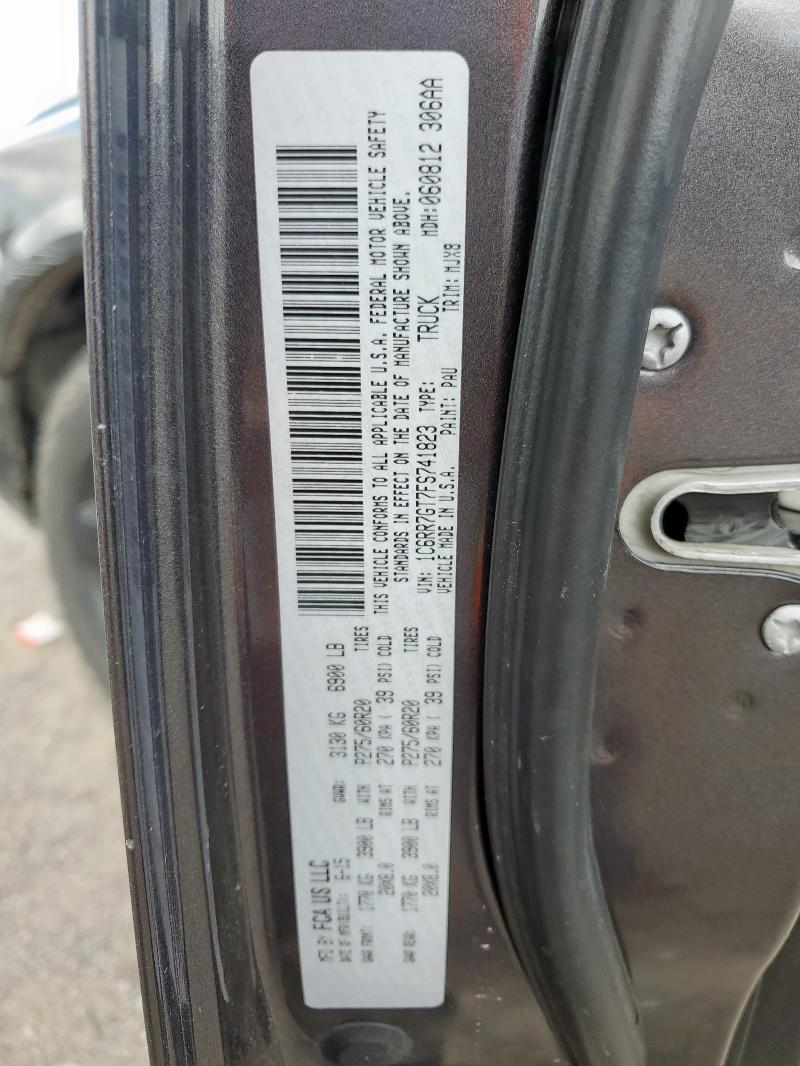 MFD BY FCA US LLC
DATE OF MFR(BUILT): 6-15 GVWR: 3130 KG 6900 LB
GAW FRONT: 1770 KG 3900 LB WITH P275/60R20 TIRES
20X8.0 RIMS AT 270 KPA ( 39 PSI) COLD
GAW REAR: 1770 KG 3900 LB WITH P275/60R20 TIRES
20X8.0 RIMS AT 270 KPA ( 39 PSI) COLD
THIS VEHICLE CONFORMS TO ALL APPLICABLE U.S.A. FEDERAL MOTOR VEHICLE SAFETY
STANDARDS IN EFFECT ON THE DATE OF MANUFACTURE SHOWN ABOVE.
VIN: 1C6RR7GT7FS741823 TYPE: TRUCK MDH:060812 306AA
VEHICLE MADE IN U.S.A. PAINT: PAU TRIM: MJX8